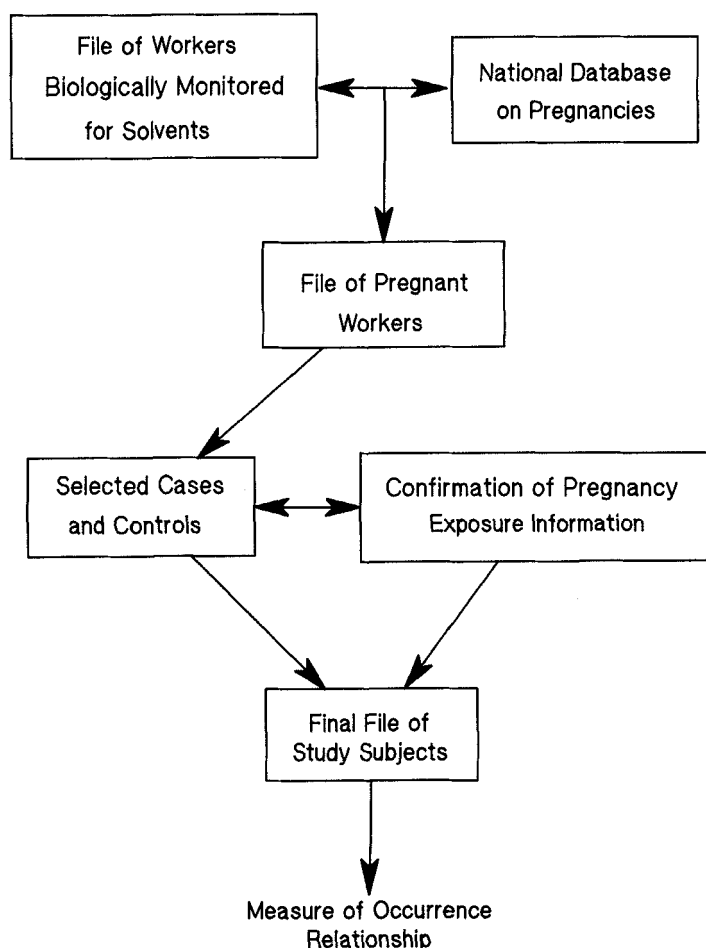 File of Workers
Biologically Monitored
for Solvents
National Database
on Pregnancies
File of Pregnant
Workers
Selected Cases
and Controls
Confirmation of Pregnancy
Exposure Information
Final File of
Study Subjects
Measure of Occurrence
Relationship